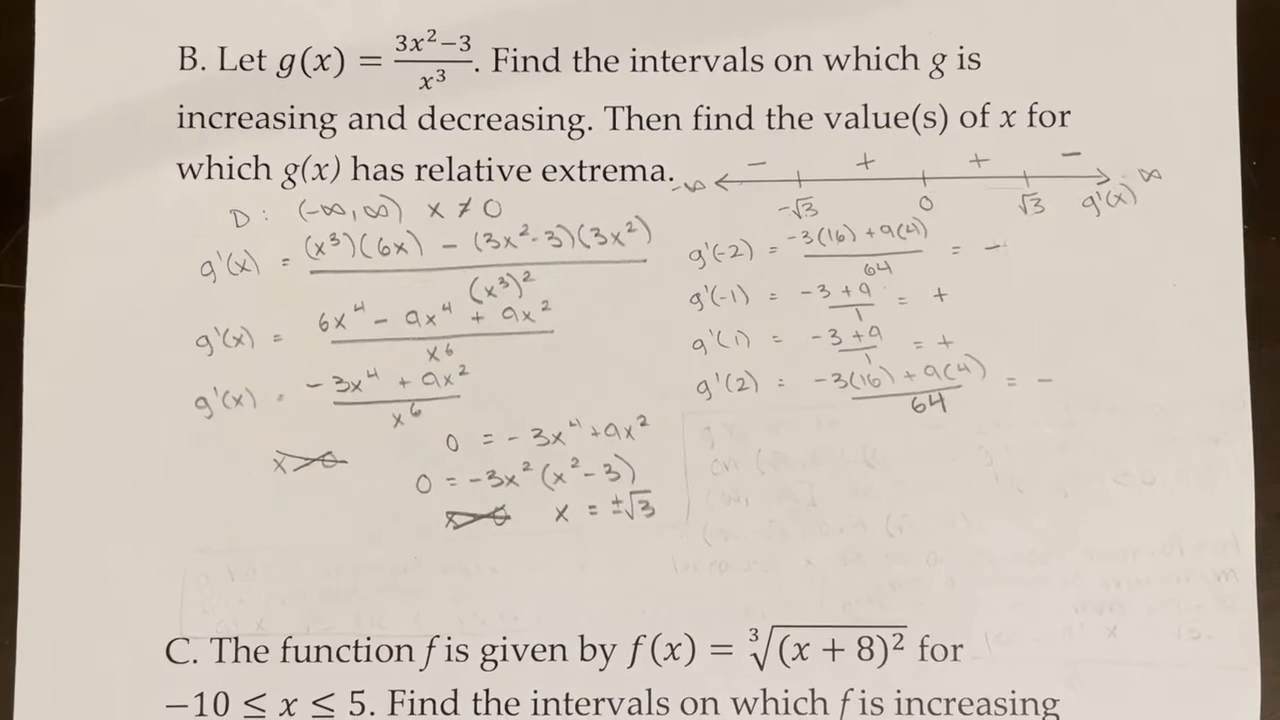 B. Let g(x) = (3x²−3)/x³. Find the intervals on which g is
increasing and decreasing. Then find the value(s) of x for
which g(x) has relative extrema.
− + + −
-∞ -√3 0 √3 g'(x) ∞
D: (-∞,∞) x ≠ 0
g'(x) = ((x³)(6x) − (3x²-3)(3x²))/(x³)²
g'(x) = (6x⁴ − 9x⁴ + 9x²)/x⁶
g'(x) = (−3x⁴ + 9x²)/x⁶
x=0
0 = −3x⁴+9x²
0 = −3x²(x²−3)
x=0 x = ±√3
g'(-2) = (-3(16)+9(4))/64 = −
g'(-1) = (-3+9)/1 = +
g'(1) = (-3+9)/1 = +
g'(2) = (-3(16)+9(4))/64 = −
C. The function f is given by f(x) = ∛(x + 8)² for
−10 ≤ x ≤ 5. Find the intervals on which f is increasing